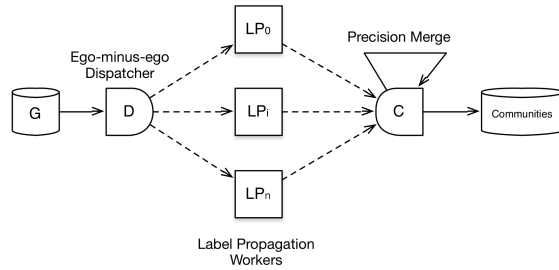 LP0
Precision Merge
Ego-minus-ego
Dispatcher
G
D
LPi
C
Communities
LPn
Label Propagation
Workers